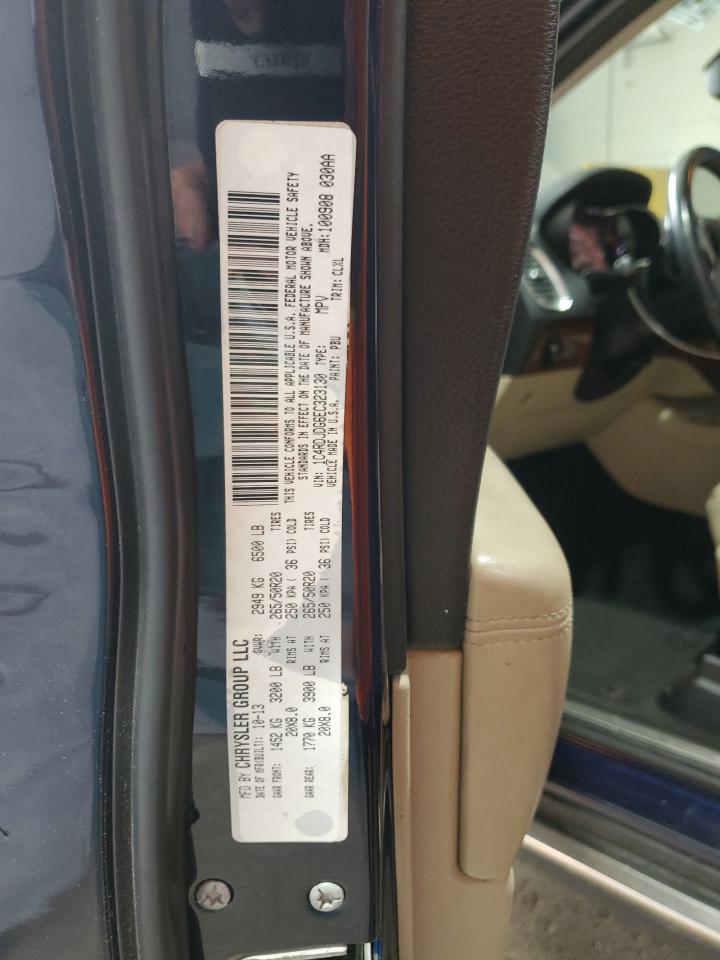 MFD BY CHRYSLER GROUP LLC
DATE OF MFR(BUILT): 10-13 GVWR: 2949 KG 6500 LB
GAWR FRONT: 1452 KG 3200 LB WITH 265/50R20 TIRES
20X8.0 RIMS AT 250 KPA ( 36 PSI) COLD
GAWR REAR: 1770 KG 3900 LB WITH 265/50R20 TIRES
20X8.0 RIMS AT 250 KPA ( 36 PSI) COLD
THIS VEHICLE CONFORMS TO ALL APPLICABLE U.S.A. FEDERAL MOTOR VEHICLE SAFETY
STANDARDS IN EFFECT ON THE DATE OF MANUFACTURE SHOWN ABOVE.
VIN: 1C4RDJDG6EC323130 TYPE: MPV MDH:100908 030AA
VEHICLE MADE IN U.S.A. PAINT: PBU TRIM: CLXL